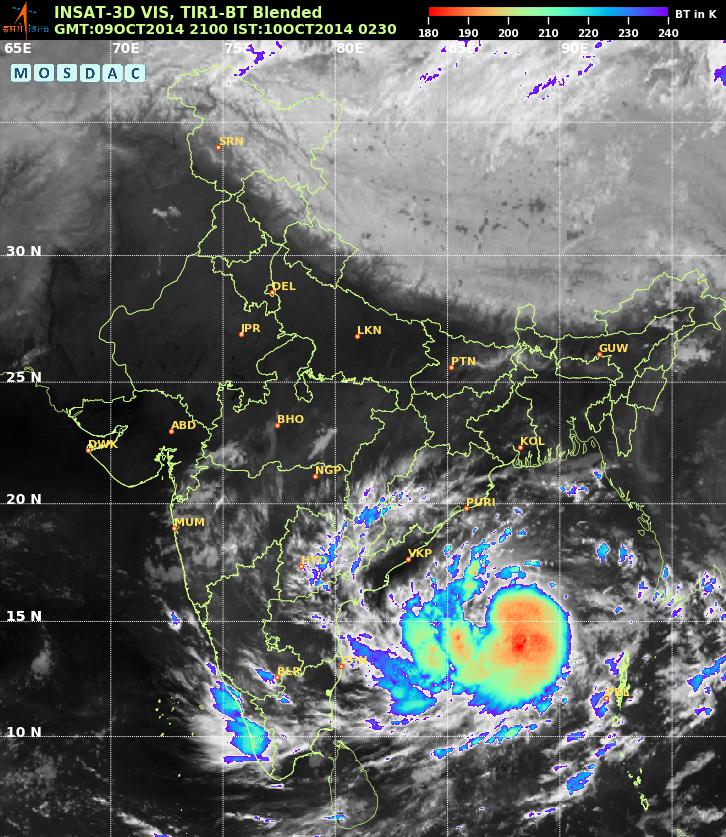 INSAT-3D VIS, TIR1-BT Blended
GMT:09OCT2014 2100 IST:10OCT2014 0230
BT in K
180 190 200 210 220 230 240
65E 70E 75E 80E 85E 90E
MOSDAC
SRN
30 N
DEL
JPR LKN
GUW
PTN
25 N
ABD BHO
DWK KOL
NGP
20 N
PURI
MUM
VKP
HYD
15 N
BLR
PBL
10 N